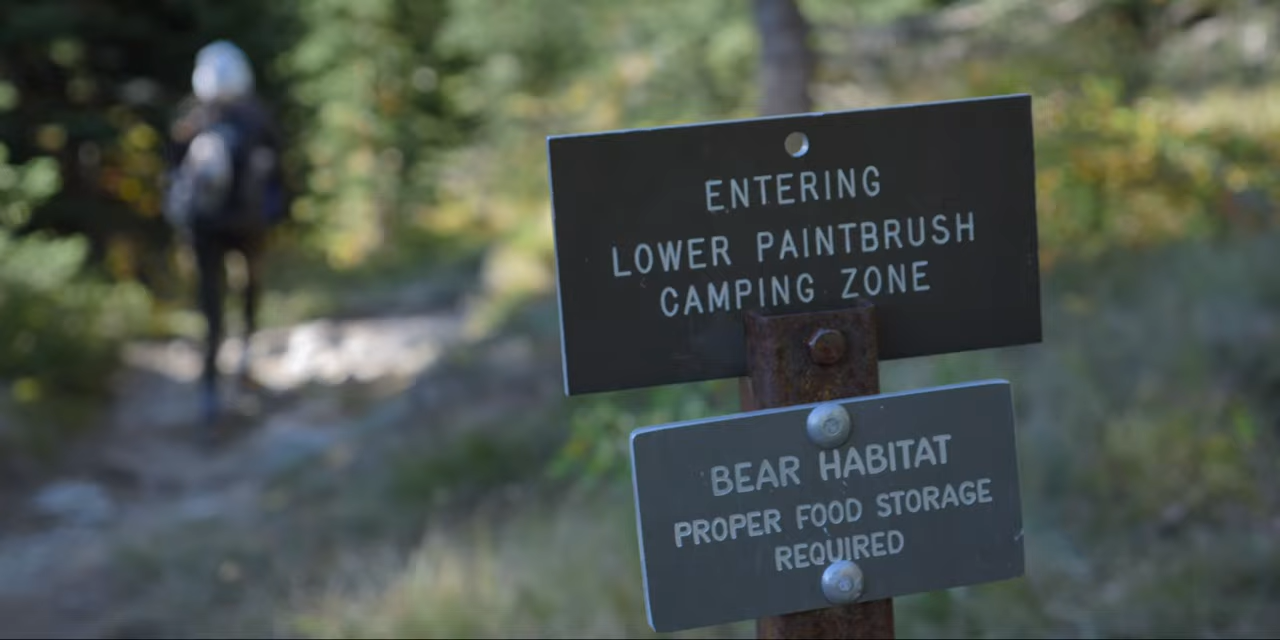 ENTERING
LOWER PAINTBRUSH
CAMPING ZONE
BEAR HABITAT
PROPER FOOD STORAGE
REQUIRED